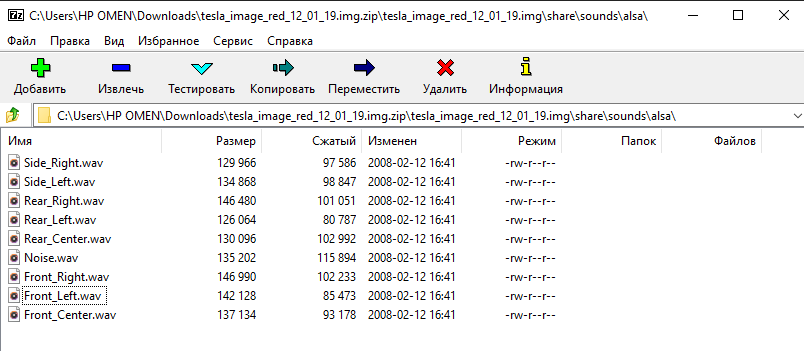 C:\Users\HP OMEN\Downloads\tesla_image_red_12_01_19.img.zip\tesla_image_red_12_01_19.img\share\sounds\alsa\
Файл Правка Вид Избранное Сервис Справка
Добавить Извлечь Тестировать Копировать Переместить Удалить Информация
C:\Users\HP OMEN\Downloads\tesla_image_red_12_01_19.img.zip\tesla_image_red_12_01_19.img\share\sounds\alsa\
Имя Размер Сжатый Изменен Режим Папок Файлов
Side_Right.wav 129 966 97 586 2008-02-12 16:41 -rw-r--r--
Side_Left.wav 134 868 98 847 2008-02-12 16:41 -rw-r--r--
Rear_Right.wav 146 480 101 051 2008-02-12 16:41 -rw-r--r--
Rear_Left.wav 126 064 80 787 2008-02-12 16:41 -rw-r--r--
Rear_Center.wav 130 096 102 992 2008-02-12 16:41 -rw-r--r--
Noise.wav 135 202 115 894 2008-02-12 16:41 -rw-r--r--
Front_Right.wav 146 990 102 233 2008-02-12 16:41 -rw-r--r--
Front_Left.wav 142 128 85 473 2008-02-12 16:41 -rw-r--r--
Front_Center.wav 137 134 93 178 2008-02-12 16:41 -rw-r--r--